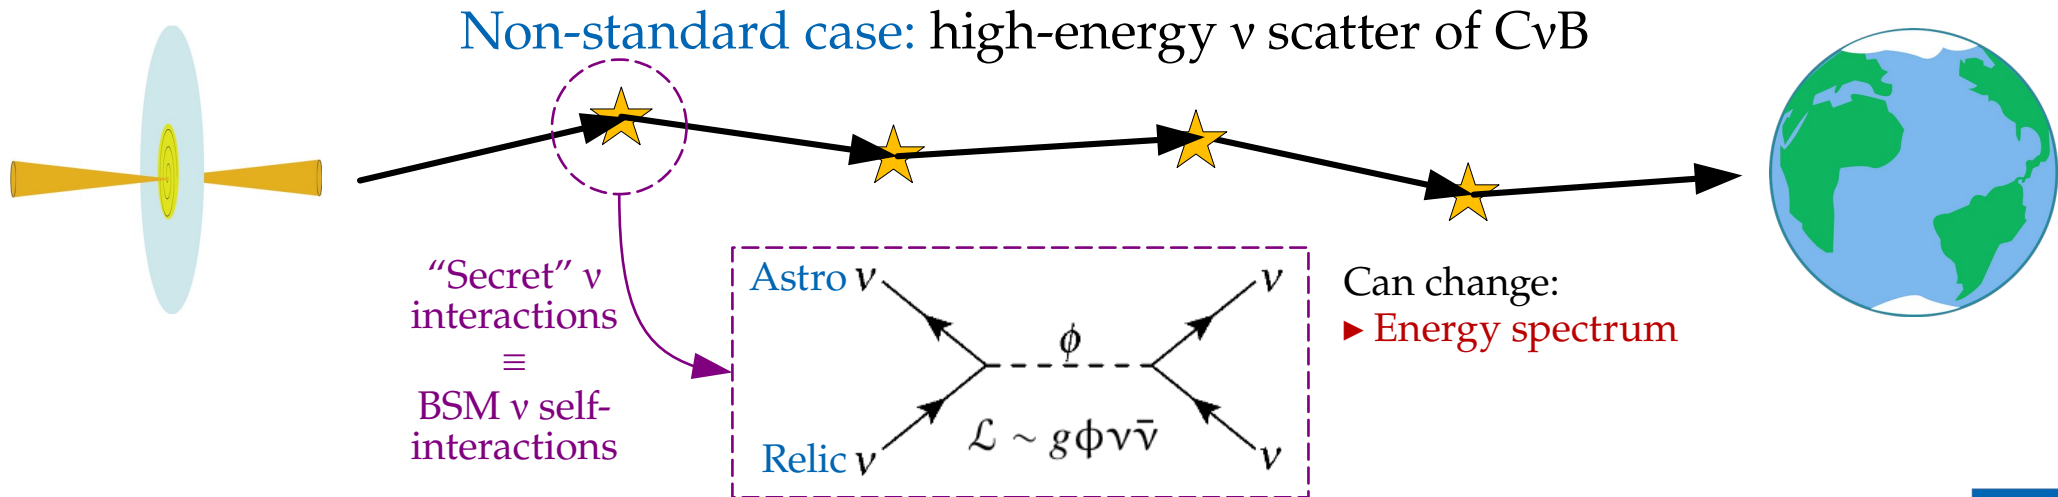 Non-standard case: high-energy ν scatter of CνB
“Secret” ν
interactions
≡
BSM ν self-
interactions
Astro ν
ν
ϕ
ℒ ~ gϕνν̄
Relic ν
ν
Can change:
▸ Energy spectrum